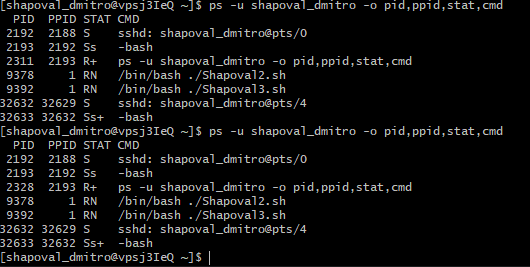 [shapoval_dmitro@vpsj3IeQ ~]$ ps -u shapoval_dmitro -o pid,ppid,stat,cmd
  PID  PPID STAT CMD
 2192  2188 S    sshd: shapoval_dmitro@pts/0
 2193  2192 Ss   -bash
 2311  2193 R+   ps -u shapoval_dmitro -o pid,ppid,stat,cmd
 9378     1 RN   /bin/bash ./Shapoval2.sh
 9392     1 RN   /bin/bash ./Shapoval3.sh
32632 32629 S    sshd: shapoval_dmitro@pts/4
32633 32632 Ss+  -bash
[shapoval_dmitro@vpsj3IeQ ~]$ ps -u shapoval_dmitro -o pid,ppid,stat,cmd
  PID  PPID STAT CMD
 2192  2188 S    sshd: shapoval_dmitro@pts/0
 2193  2192 Ss   -bash
 2328  2193 R+   ps -u shapoval_dmitro -o pid,ppid,stat,cmd
 9378     1 RN   /bin/bash ./Shapoval2.sh
 9392     1 RN   /bin/bash ./Shapoval3.sh
32632 32629 S    sshd: shapoval_dmitro@pts/4
32633 32632 Ss+  -bash
[shapoval_dmitro@vpsj3IeQ ~]$